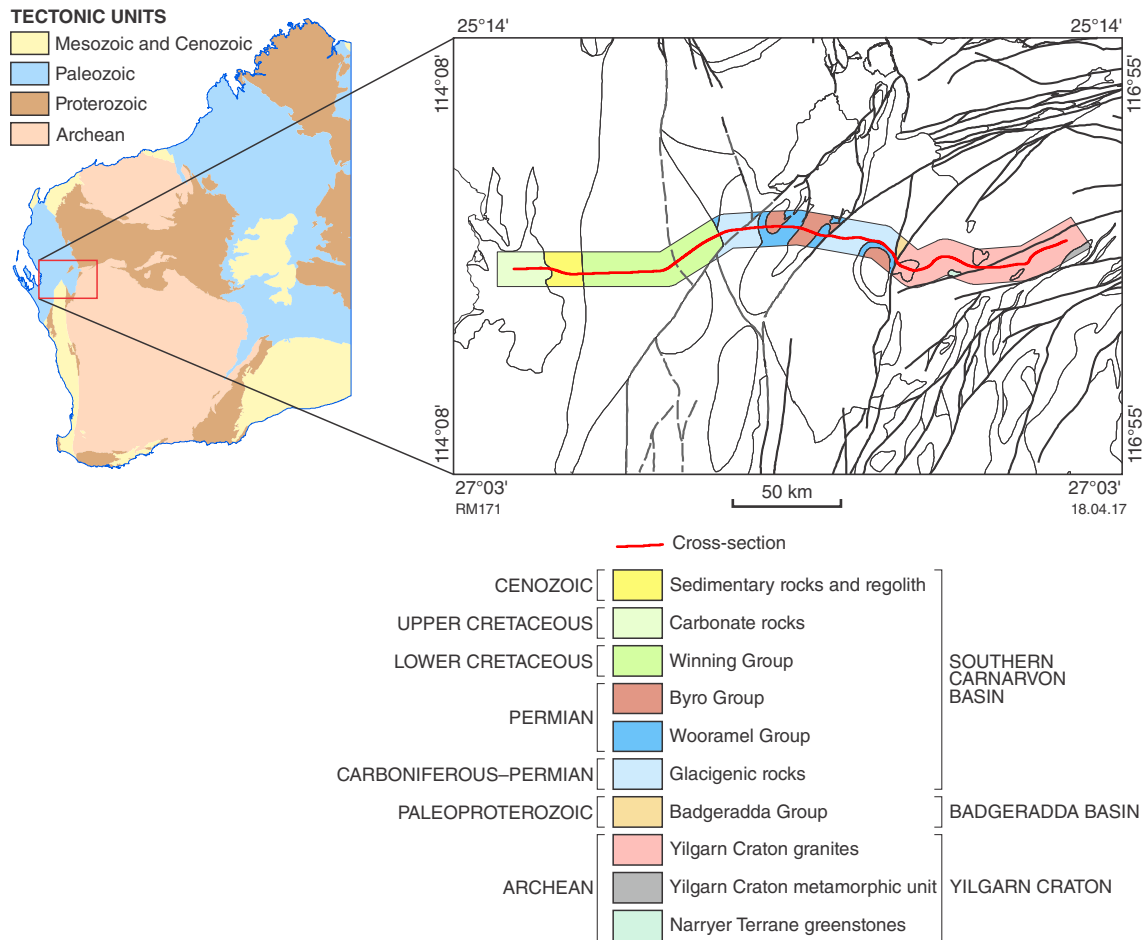 TECTONIC UNITS
Mesozoic and Cenozoic
Paleozoic
Proterozoic
Archean
25°14'
25°14'
114°08'
116°55'
114°08'
116°55'
27°03'
27°03'
RM171
50 km
18.04.17
Cross-section
CENOZOIC
Sedimentary rocks and regolith
UPPER CRETACEOUS
Carbonate rocks
LOWER CRETACEOUS
Winning Group
SOUTHERN
CARNARVON
BASIN
PERMIAN
Byro Group
Wooramel Group
CARBONIFEROUS–PERMIAN
Glacigenic rocks
PALEOPROTEROZOIC
Badgeradda Group
BADGERADDA BASIN
ARCHEAN
Yilgarn Craton granites
Yilgarn Craton metamorphic unit
YILGARN CRATON
Narryer Terrane greenstones